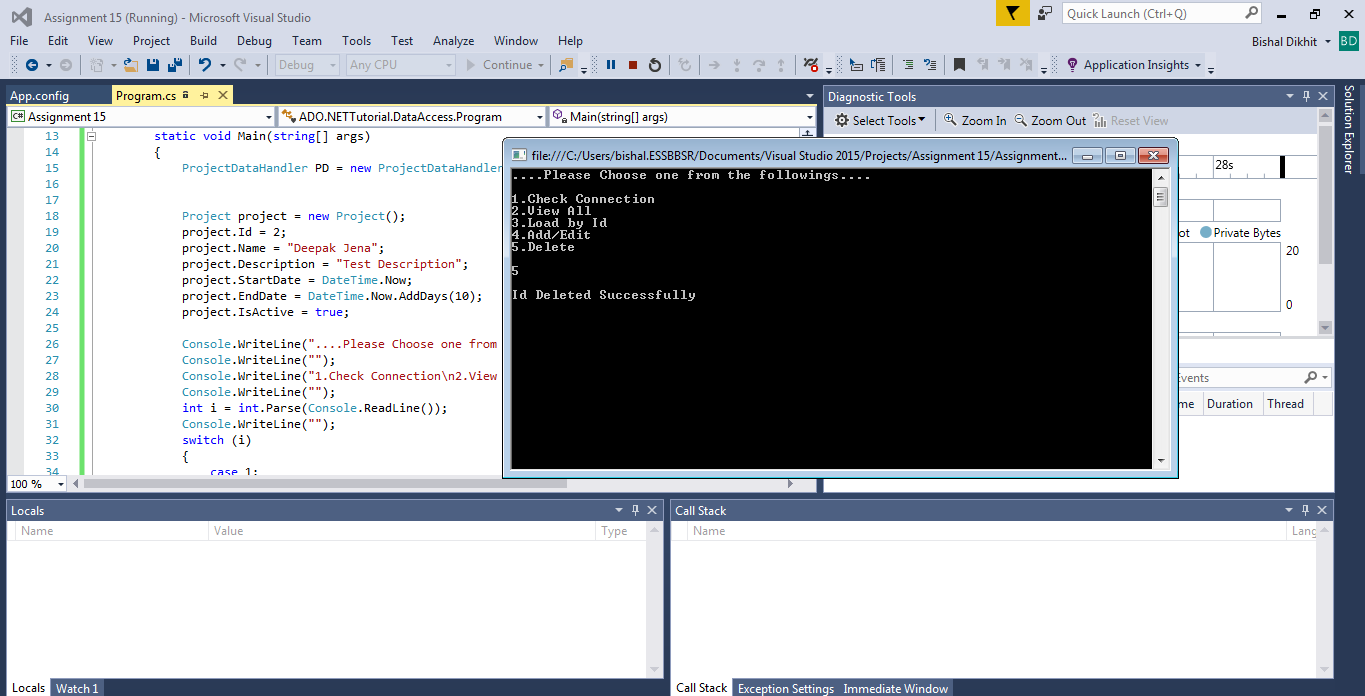 Assignment 15 (Running) - Microsoft Visual Studio
Quick Launch (Ctrl+Q)
File Edit View Project Build Debug Team Tools Test Analyze Window Help
Bishal Dikhit BD
Debug Any CPU Continue Application Insights
App.config
Program.cs
C# Assignment 15
ADO.NETTutorial.DataAccess.Program
Main(string[] args)
13 static void Main(string[] args)
14 {
15 ProjectDataHandler PD = new ProjectDataHandler
16
17
18 Project project = new Project();
19 project.Id = 2;
20 project.Name = "Deepak Jena";
21 project.Description = "Test Description";
22 project.StartDate = DateTime.Now;
23 project.EndDate = DateTime.Now.AddDays(10);
24 project.IsActive = true;
25
26 Console.WriteLine("....Please Choose one from
27 Console.WriteLine("");
28 Console.WriteLine("1.Check Connection\n2.View
29 Console.WriteLine("");
30 int i = int.Parse(Console.ReadLine());
31 Console.WriteLine("");
32 switch (i)
33 {
34 case 1:
100 %
file:///C:/Users/bishal.ESSBBSR/Documents/Visual Studio 2015/Projects/Assignment 15/Assignment...
....Please Choose one from the followings....
1.Check Connection
2.View All
3.Load by Id
4.Add/Edit
5.Delete
5
Id Deleted Successfully
Diagnostic Tools
Select Tools Zoom In Zoom Out Reset View
28s
ot Private Bytes
20
0
Events
me Duration Thread
Solution Explorer
Locals
Name Value Type
Locals Watch 1
Call Stack
Name Lang
Call Stack Exception Settings Immediate Window